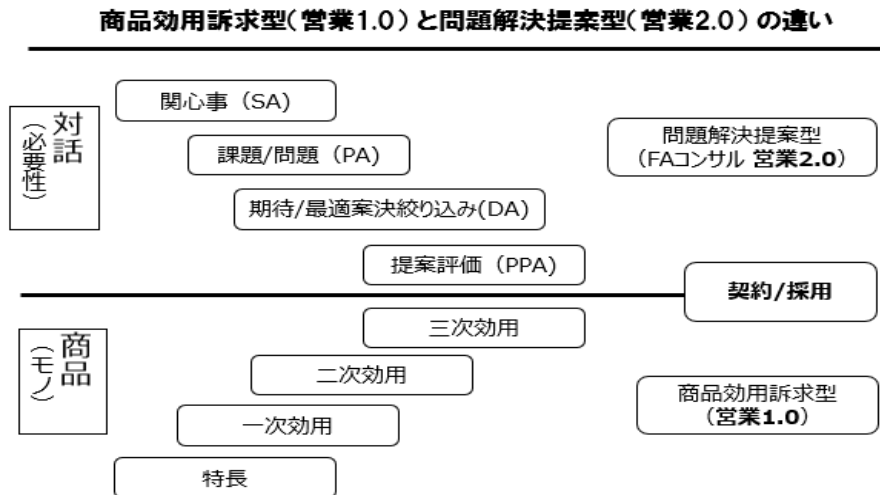 商品効用訴求型(営業1.0)と問題解決提案型(営業2.0)の違い
対話
(必要性)
関心事（SA)
課題/問題（PA)
期待/最適案決絞り込み(DA)
提案評価（PPA)
問題解決提案型
（FAコンサル 営業2.0）
契約/採用
商品
(モノ)
三次効用
二次効用
一次効用
特長
商品効用訴求型
（営業1.0）